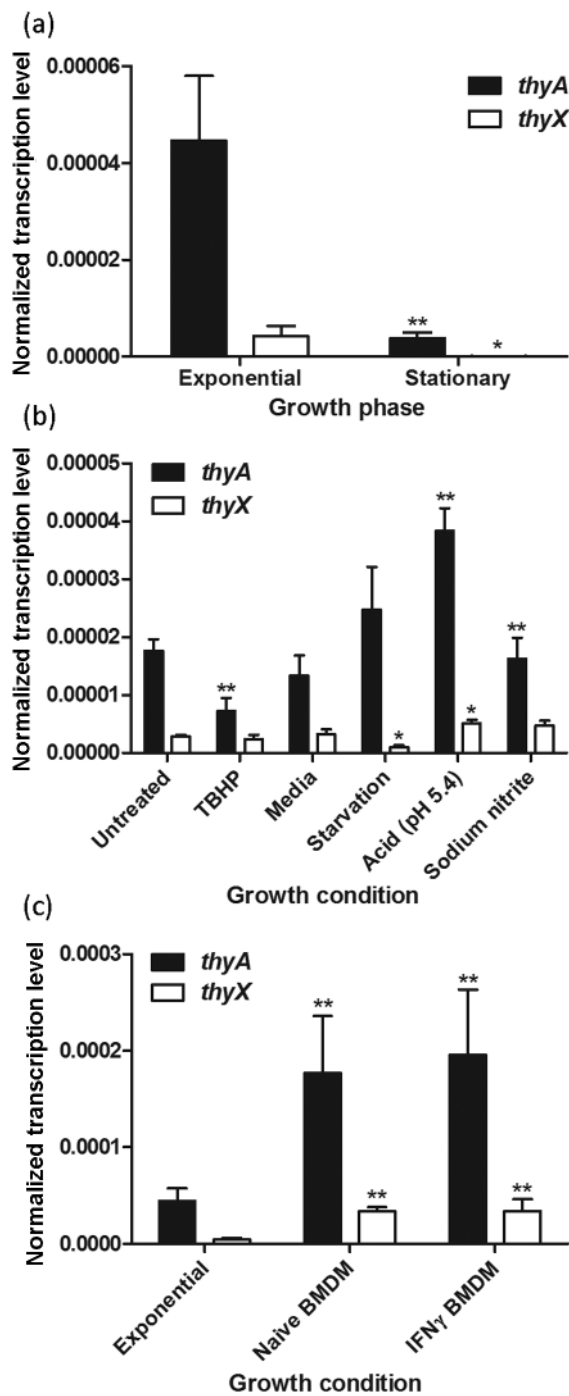 (a)
Normalized transcription level
0.00006
0.00004
0.00002
0.00000
thyA
thyX
**
*
Exponential
Stationary
Growth phase
(b)
Normalized transcription level
0.00005
0.00004
0.00003
0.00002
0.00001
0.00000
thyA
thyX
**
*
**
*
**
Untreated
TBHP
Media
Starvation
Acid (pH 5.4)
Sodium nitrite
Growth condition
(c)
Normalized transcription level
0.0003
0.0002
0.0001
0.0000
thyA
thyX
**
**
**
**
Exponential
Naïve BMDM
IFNγ BMDM
Growth condition